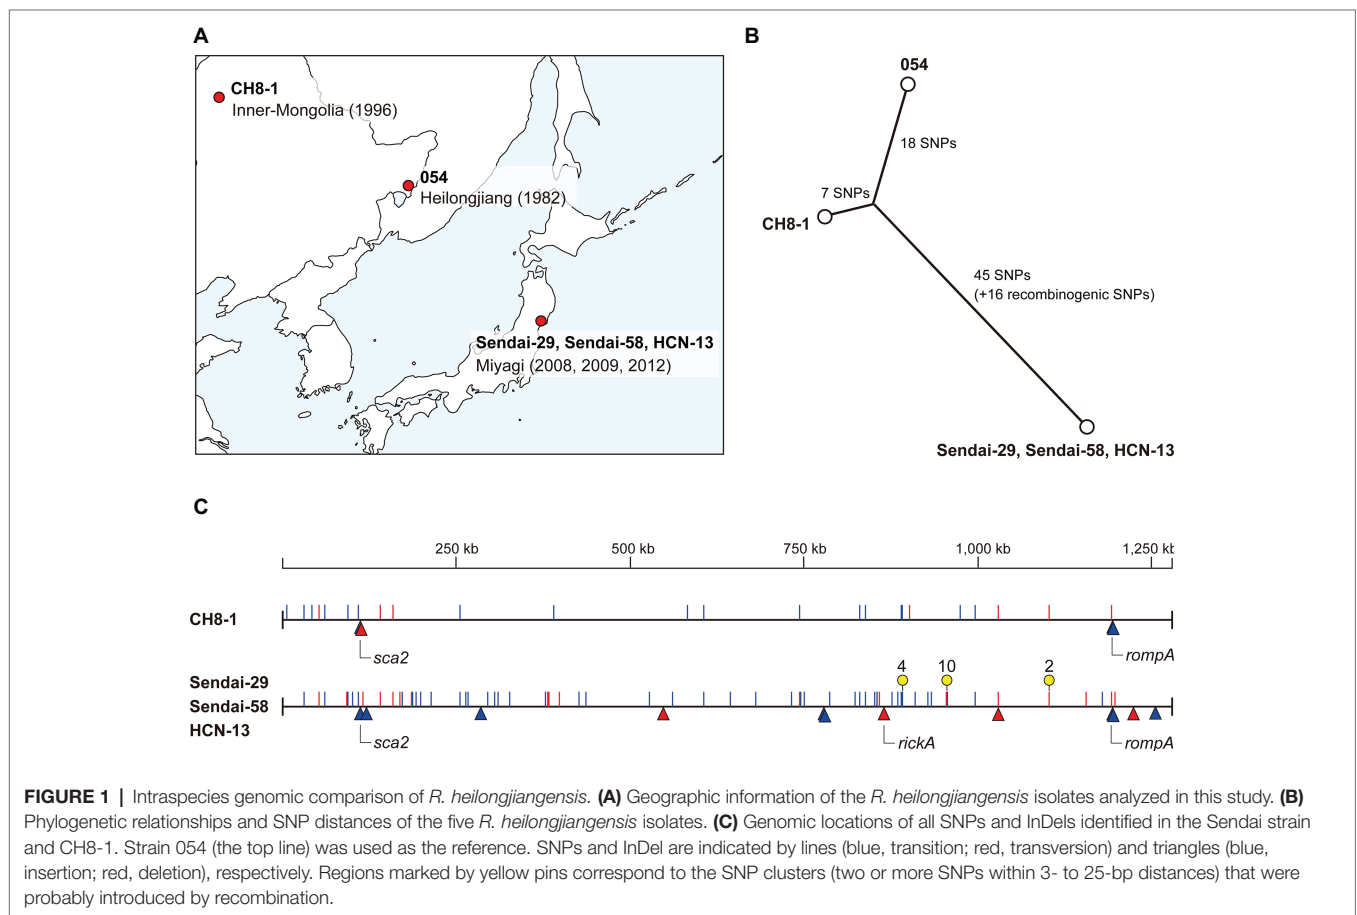 A
CH8-1
Inner-Mongolia (1996)
054
Heilongjiang (1982)
Sendai-29, Sendai-58, HCN-13
Miyagi (2008, 2009, 2012)
B
054
18 SNPs
7 SNPs
CH8-1
45 SNPs
(+16 recombinogenic SNPs)
Sendai-29, Sendai-58, HCN-13
C
250 kb 500 kb 750 kb 1,000 kb 1,250 kb
CH8-1
sca2 rompA
4 10 2
Sendai-29
Sendai-58
HCN-13
sca2 rickA rompA
FIGURE 1 | Intraspecies genomic comparison of R. heilongjiangensis. (A) Geographic information of the R. heilongjiangensis isolates analyzed in this study. (B)
Phylogenetic relationships and SNP distances of the five R. heilongjiangensis isolates. (C) Genomic locations of all SNPs and InDels identified in the Sendai strain
and CH8-1. Strain 054 (the top line) was used as the reference. SNPs and InDel are indicated by lines (blue, transition; red, transversion) and triangles (blue,
insertion; red, deletion), respectively. Regions marked by yellow pins correspond to the SNP clusters (two or more SNPs within 3- to 25-bp distances) that were
probably introduced by recombination.